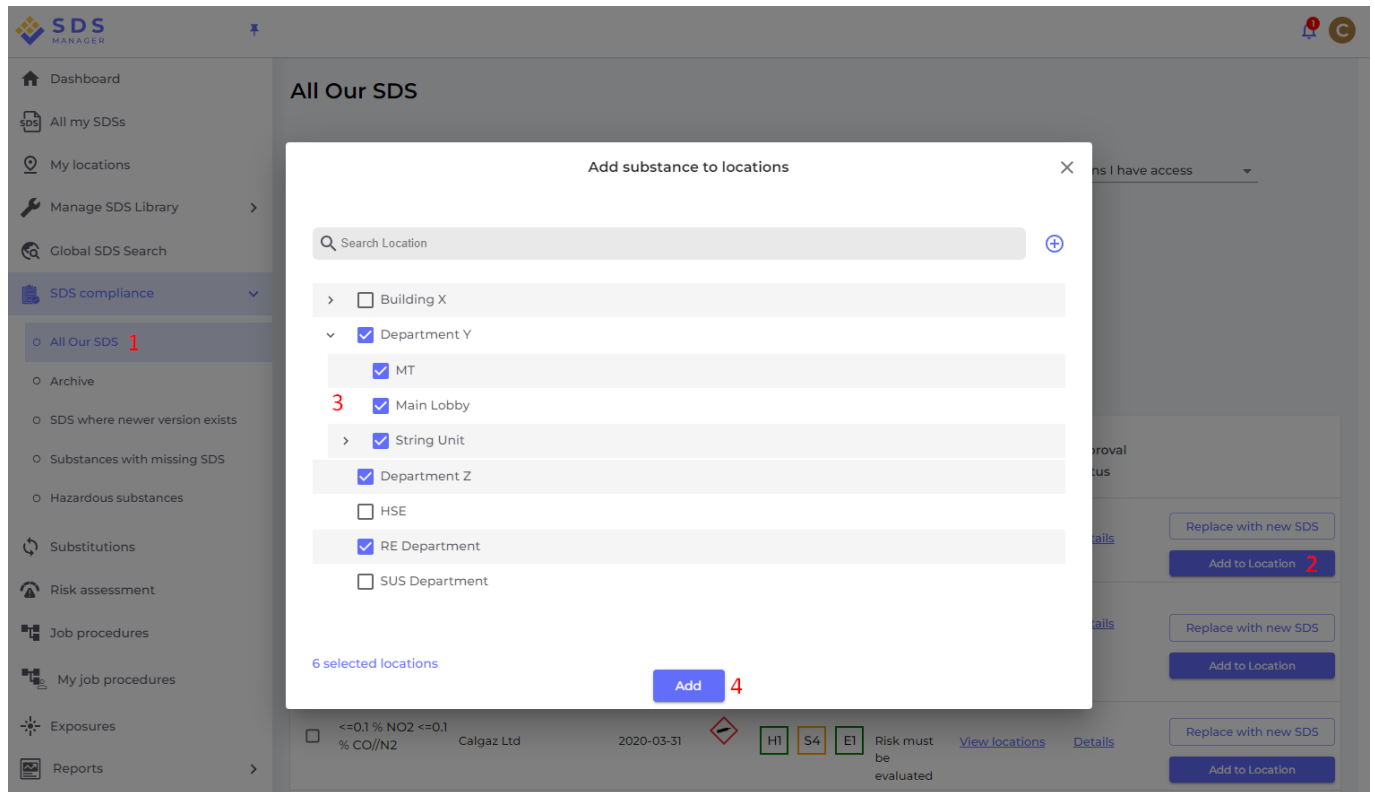 SDS
MANAGER
1
C
Dashboard
All my SDSs
My locations
Manage SDS Library
Global SDS Search
SDS compliance
All Our SDS 1
Archive
SDS where newer version exists
Substances with missing SDS
Hazardous substances
Substitutions
Risk assessment
Job procedures
My job procedures
Exposures
Reports
All Our SDS
ns I have access
Add substance to locations
Search Location
Building X
Department Y
MT
3 Main Lobby
String Unit
Department Z
HSE
RE Department
SUS Department
6 selected locations
Add 4
proval
tus
tails
Replace with new SDS
Add to Location 2
tails
Replace with new SDS
Add to Location
<=0.1 % NO2 <=0.1
% CO//N2
Calgaz Ltd
2020-03-31
H1 S4 E1
Risk must
be
evaluated
View locations
Details
Replace with new SDS
Add to Location